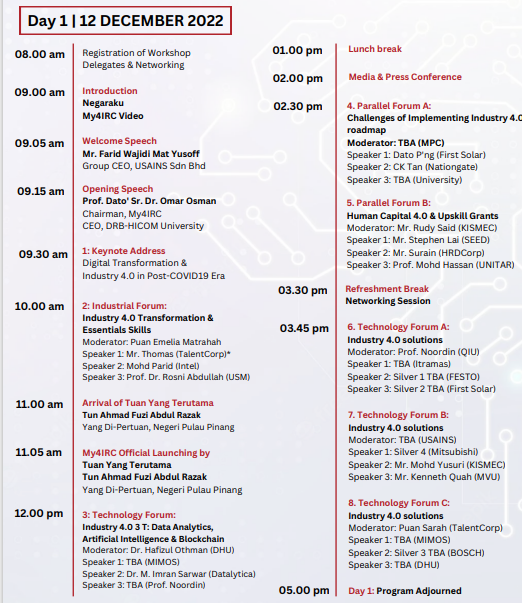 Day 1 | 12 DECEMBER 2022
08.00 am
Registration of Workshop
Delegates & Networking
09.00 am
Introduction
Negaraku
My4IRC Video
09.05 am
Welcome Speech
Mr. Farid Wajidi Mat Yusoff
Group CEO, USAINS Sdn Bhd
09.15 am
Opening Speech
Prof. Dato' Sr. Dr. Omar Osman
Chairman, My4IRC
CEO, DRB-HICOM University
09.30 am
1: Keynote Address
Digital Transformation &
Industry 4.0 in Post-COVID19 Era
10.00 am
2: Industrial Forum:
Industry 4.0 Transformation &
Essentials Skills
Moderator: Puan Emelia Matrahah
Speaker 1: Mr. Thomas (TalentCorp)*
Speaker 2: Mohd Parid (Intel)
Speaker 3: Prof. Dr. Rosni Abdullah (USM)
11.00 am
Arrival of Tuan Yang Terutama
Tun Ahmad Fuzi Abdul Razak
Yang Di-Pertuan, Negeri Pulau Pinang
11.05 am
My4IRC Official Launching by
Tuan Yang Terutama
Tun Ahmad Fuzi Abdul Razak
Yang Di-Pertuan, Negeri Pulau Pinang
12.00 pm
3: Technology Forum:
Industry 4.0 3 T: Data Analytics,
Artificial Intelligence & Blockchain
Moderator: Dr. Hafizul Othman (DHU)
Speaker 1: TBA (MIMOS)
Speaker 2: Dr. M. Imran Sarwar (Datalytica)
Speaker 3: TBA (Prof. Noordin)
01.00 pm
Lunch break
02.00 pm
Media & Press Conference
02.30 pm
4. Parallel Forum A:
Challenges of Implementing Industry 4.0
roadmap
Moderator: TBA (MPC)
Speaker 1: Dato P'ng (First Solar)
Speaker 2: CK Tan (Nationgate)
Speaker 3: TBA (University)
5. Parallel Forum B:
Human Capital 4.0 & Upskill Grants
Moderator: Mr. Rudy Said (KISMEC)
Speaker 1: Mr. Stephen Lai (SEED)
Speaker 2: Mr. Surain (HRDCorp)
Speaker 3: Prof. Mohd Hassan (UNITAR)
03.30 pm
Refreshment Break
Networking Session
03.45 pm
6. Technology Forum A:
Industry 4.0 solutions
Moderator: Prof. Noordin (QIU)
Speaker 1: TBA (Itramas)
Speaker 2: Silver 1 TBA (FESTO)
Speaker 3: Silver 2 TBA (First Solar)
7. Technology Forum B:
Industry 4.0 solutions
Moderator: TBA (USAINS)
Speaker 1: Silver 4 (Mitsubishi)
Speaker 2: Mr. Mohd Yusuri (KISMEC)
Speaker 3: Mr. Kenneth Quah (MVU)
8. Technology Forum C:
Industry 4.0 solutions
Moderator: Puan Sarah (TalentCorp)
Speaker 1: TBA (MIMOS)
Speaker 2: Silver 3 TBA (BOSCH)
Speaker 3: TBA (DHU)
05.00 pm
Day 1: Program Adjourned